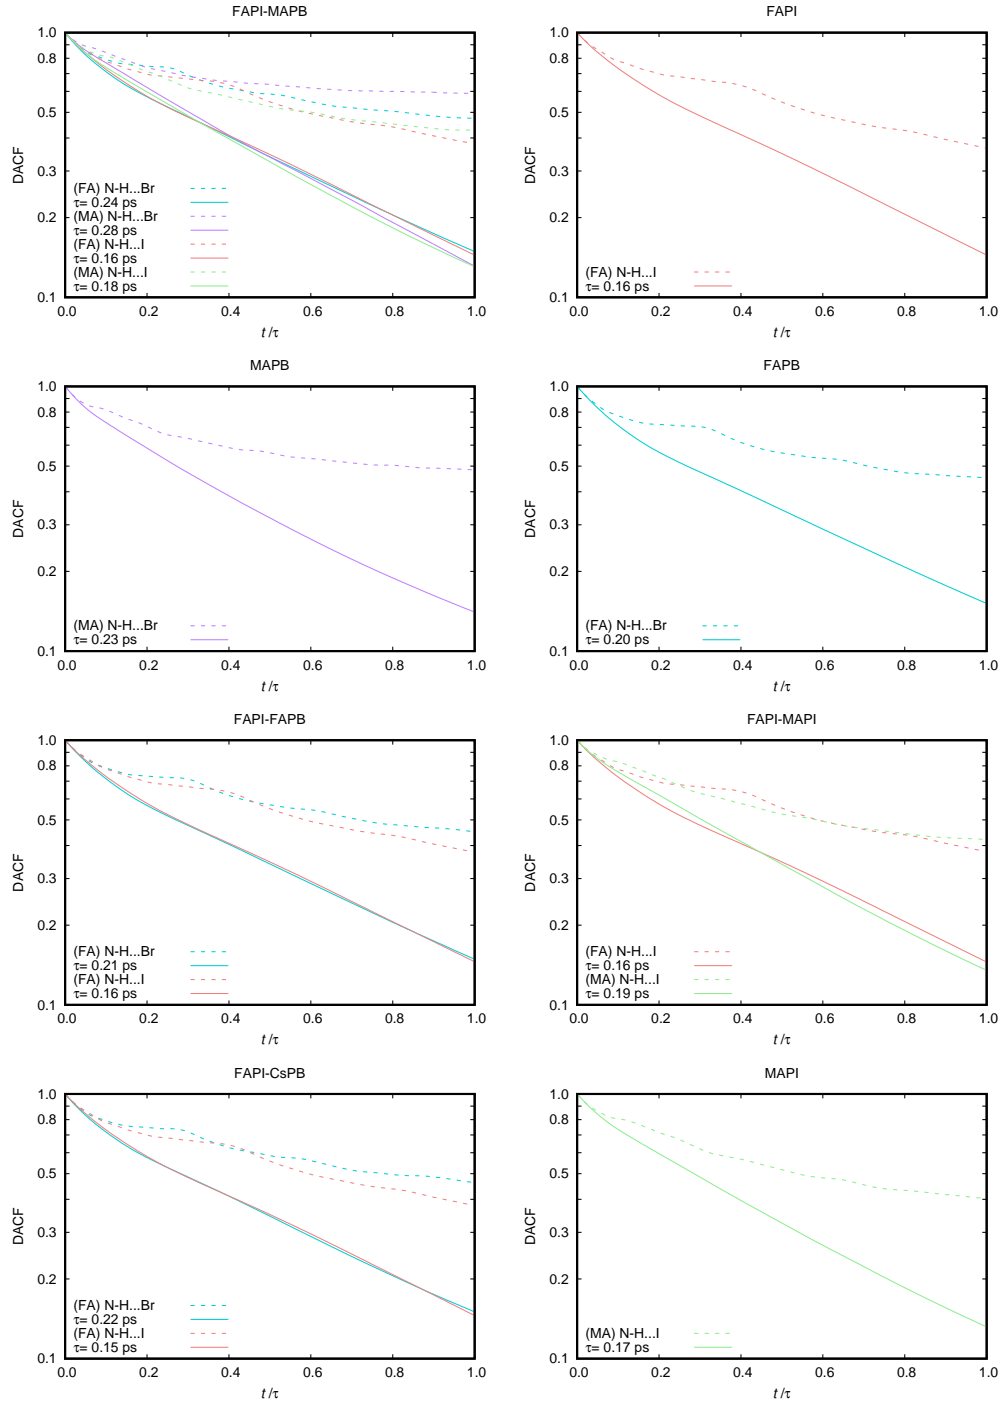 FAPI-MAPB
1.0
0.8
0.5
0.3
0.2
0.1
DACF
(FA) N-H...Br
τ= 0.24 ps
(MA) N-H...Br
τ= 0.28 ps
(FA) N-H...I
τ= 0.16 ps
(MA) N-H...I
τ= 0.18 ps
0.0 0.2 0.4 0.6 0.8 1.0
t/τ
FAPI
1.0
0.8
0.5
0.3
0.2
0.1
DACF
(FA) N-H...I
τ= 0.16 ps
0.0 0.2 0.4 0.6 0.8 1.0
t/τ
MAPB
1.0
0.8
0.5
0.3
0.2
0.1
DACF
(MA) N-H...Br
τ= 0.23 ps
0.0 0.2 0.4 0.6 0.8 1.0
t/τ
FAPB
1.0
0.8
0.5
0.3
0.2
0.1
DACF
(FA) N-H...Br
τ= 0.20 ps
0.0 0.2 0.4 0.6 0.8 1.0
t/τ
FAPI-FAPB
1.0
0.8
0.5
0.3
0.2
0.1
DACF
(FA) N-H...Br
τ= 0.21 ps
(FA) N-H...I
τ= 0.16 ps
0.0 0.2 0.4 0.6 0.8 1.0
t/τ
FAPI-MAPI
1.0
0.8
0.5
0.3
0.2
0.1
DACF
(FA) N-H...I
τ= 0.16 ps
(MA) N-H...I
τ= 0.19 ps
0.0 0.2 0.4 0.6 0.8 1.0
t/τ
FAPI-CsPB
1.0
0.8
0.5
0.3
0.2
0.1
DACF
(FA) N-H...Br
τ= 0.22 ps
(FA) N-H...I
τ= 0.15 ps
0.0 0.2 0.4 0.6 0.8 1.0
t/τ
MAPI
1.0
0.8
0.5
0.3
0.2
0.1
DACF
(MA) N-H...I
τ= 0.17 ps
0.0 0.2 0.4 0.6 0.8 1.0
t/τ